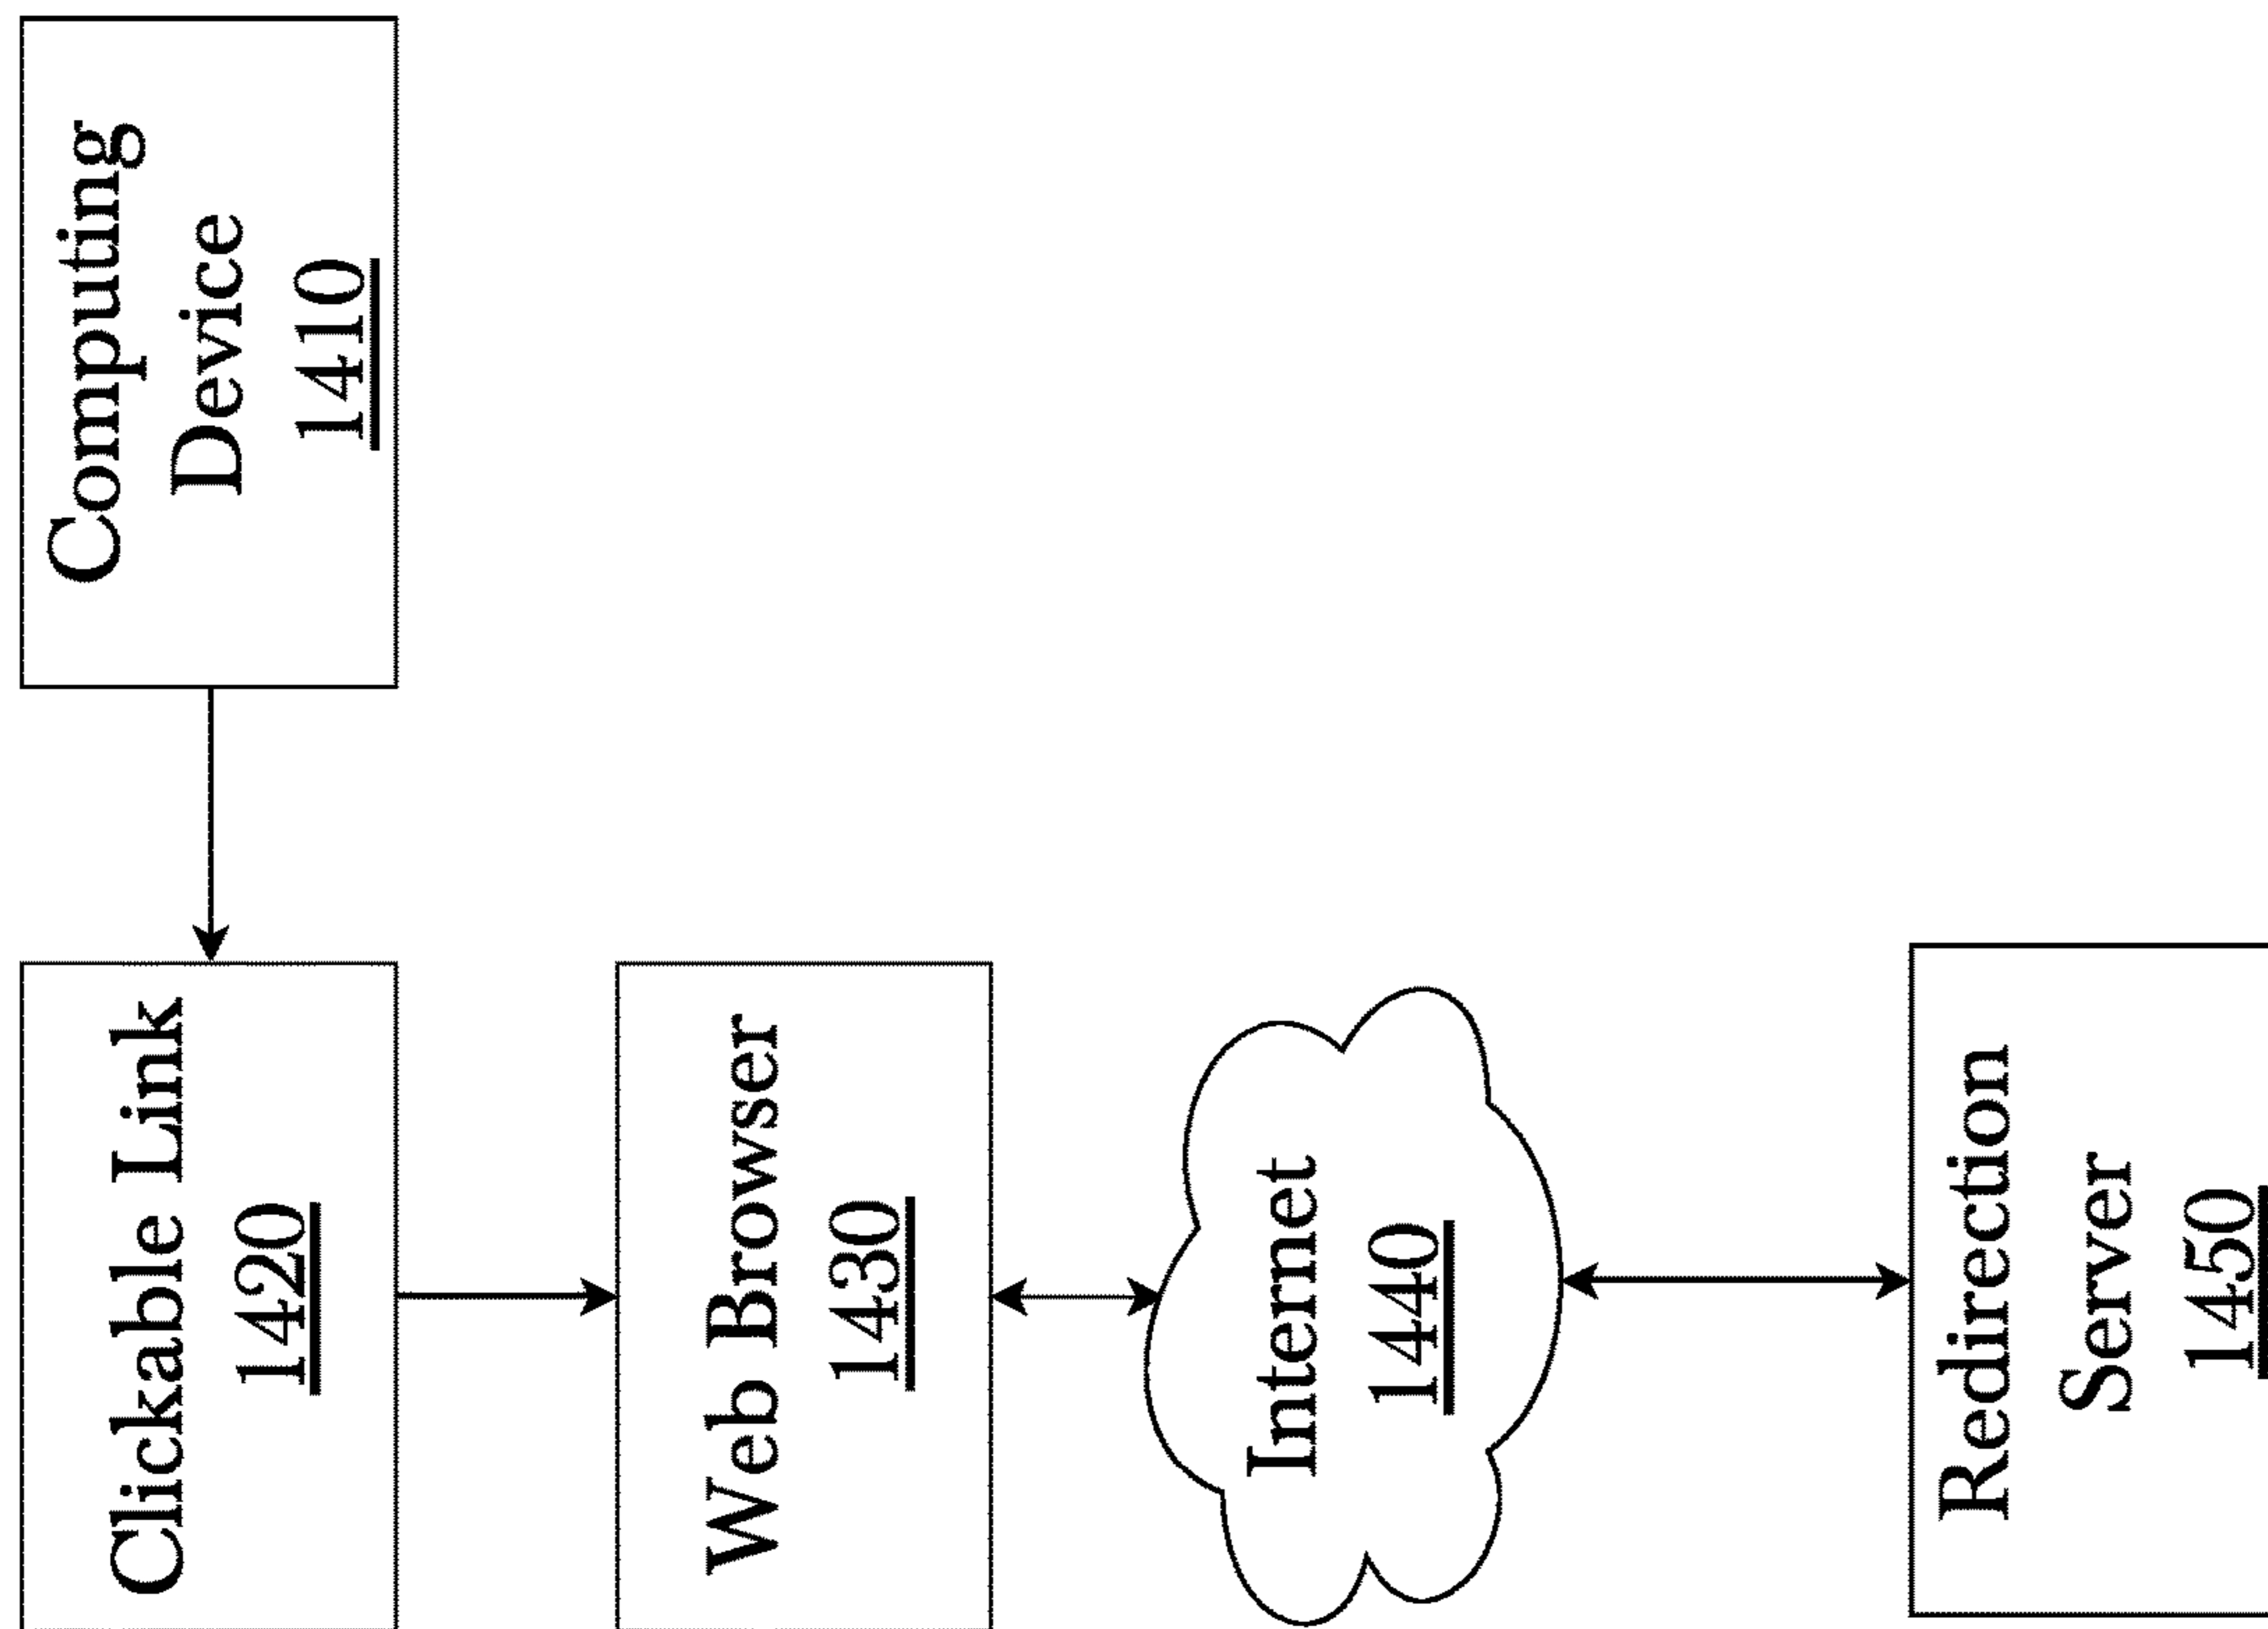 Computing
Device
1410
Clickable Link
1420
Web Browser
1430
Internet
1440
Redirection
Server
1450